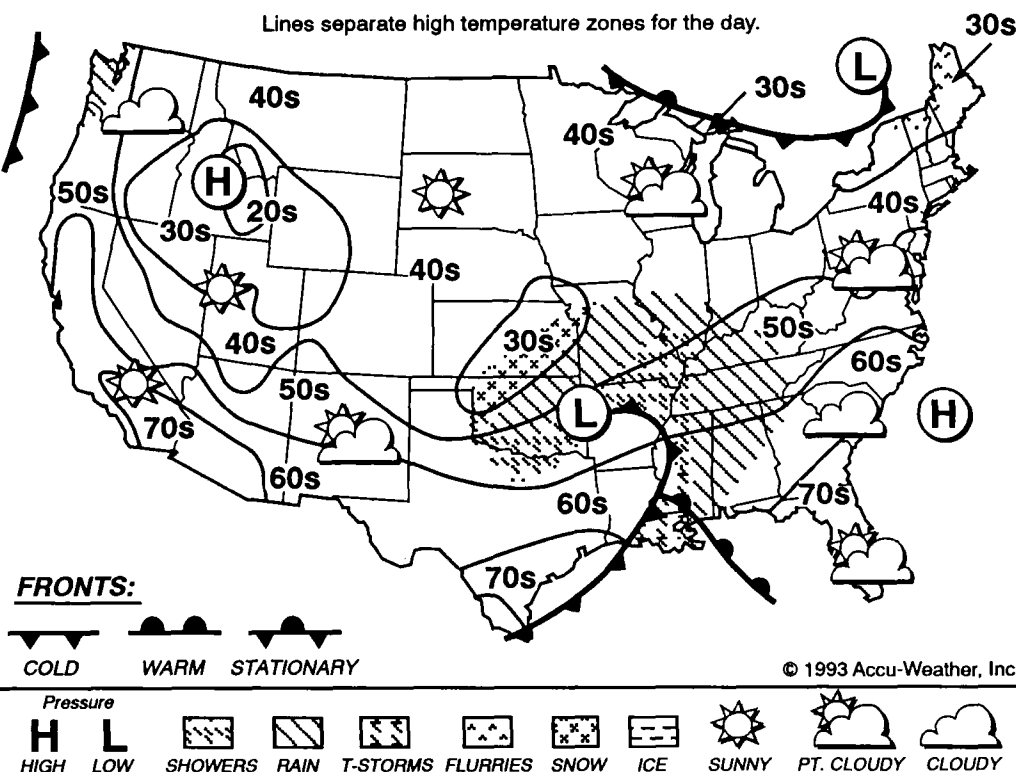 Lines separate high temperature zones for the day.
30s
L
40s
30s
40s
H
50s
20s
40s
30s
40s
30s
50s
40s
60s
50s
L
H
70s
60s
60s
70s
70s
FRONTS:
COLD WARM STATIONARY
© 1993 Accu-Weather, Inc
Pressure
H L
HIGH LOW SHOWERS RAIN T-STORMS FLURRIES SNOW ICE SUNNY PT. CLOUDY CLOUDY